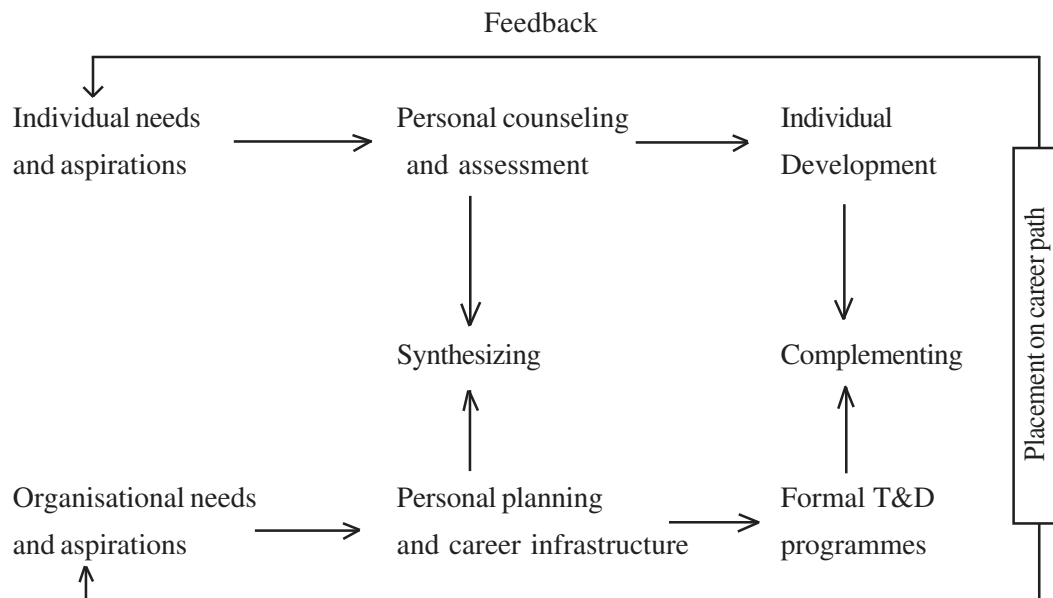 Feedback
Individual needs
and aspirations
Personal counseling
and assessment
Individual
Development
Synthesizing
Complementing
Placement on career path
Organisational needs
and aspirations
Personal planning
and career infrastructure
Formal T&D
programmes